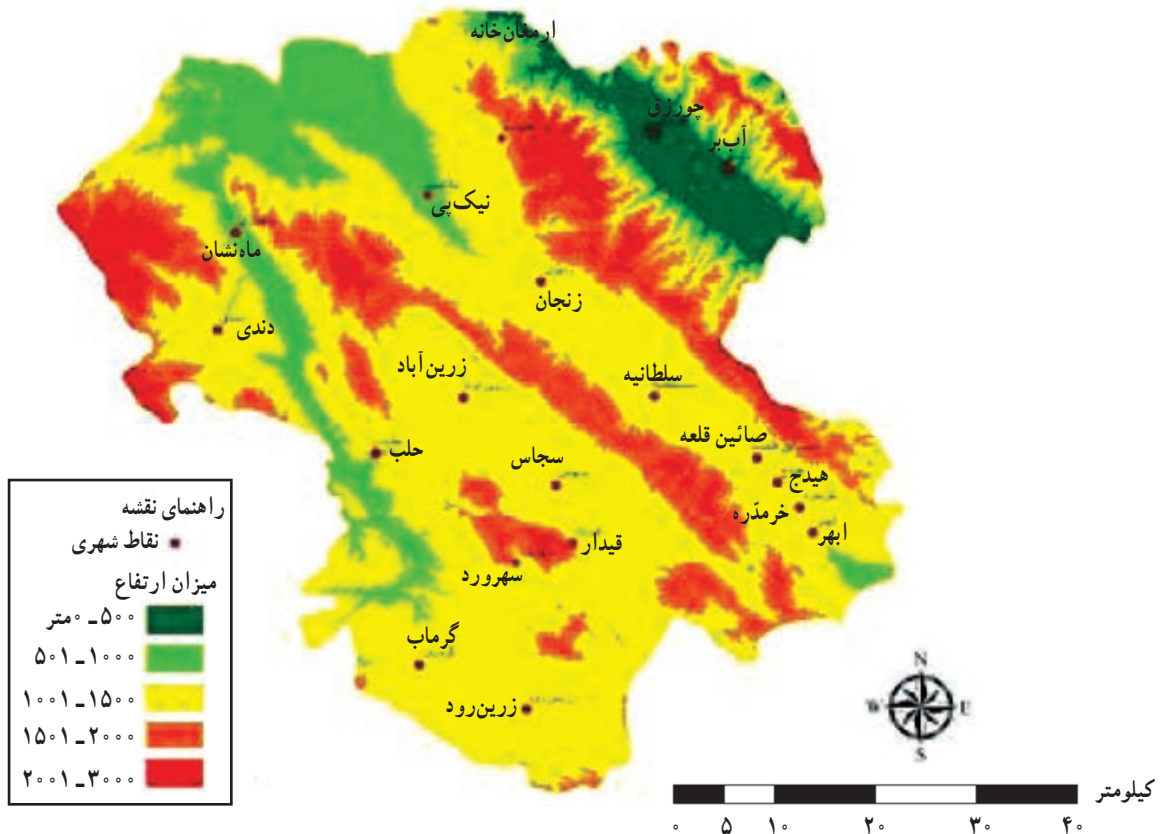 ارمغان‌خانه
چورزق
آب‌بر
نیک‌پی
ماه‌نشان
زنجان
دندی
زرین‌آباد
سلطانیه
صائین قلعه
حلب
سجاس
هیدج
خرمدّره
ابهر
قیدار
سهرورد
گرماب
زرین‌رود
راهنمای نقشه
نقاط شهری
میزان ارتفاع
۵۰۰ ـ ۰متر
۱۰۰۰ ـ ۵۰۱
۱۵۰۰ ـ ۱۰۰۱
۲۰۰۰ ـ ۱۵۰۱
۳۰۰۰ ـ ۲۰۰۱
N
W E
S
کیلومتر
۰ ۵ ۱۰ ۲۰ ۳۰ ۴۰